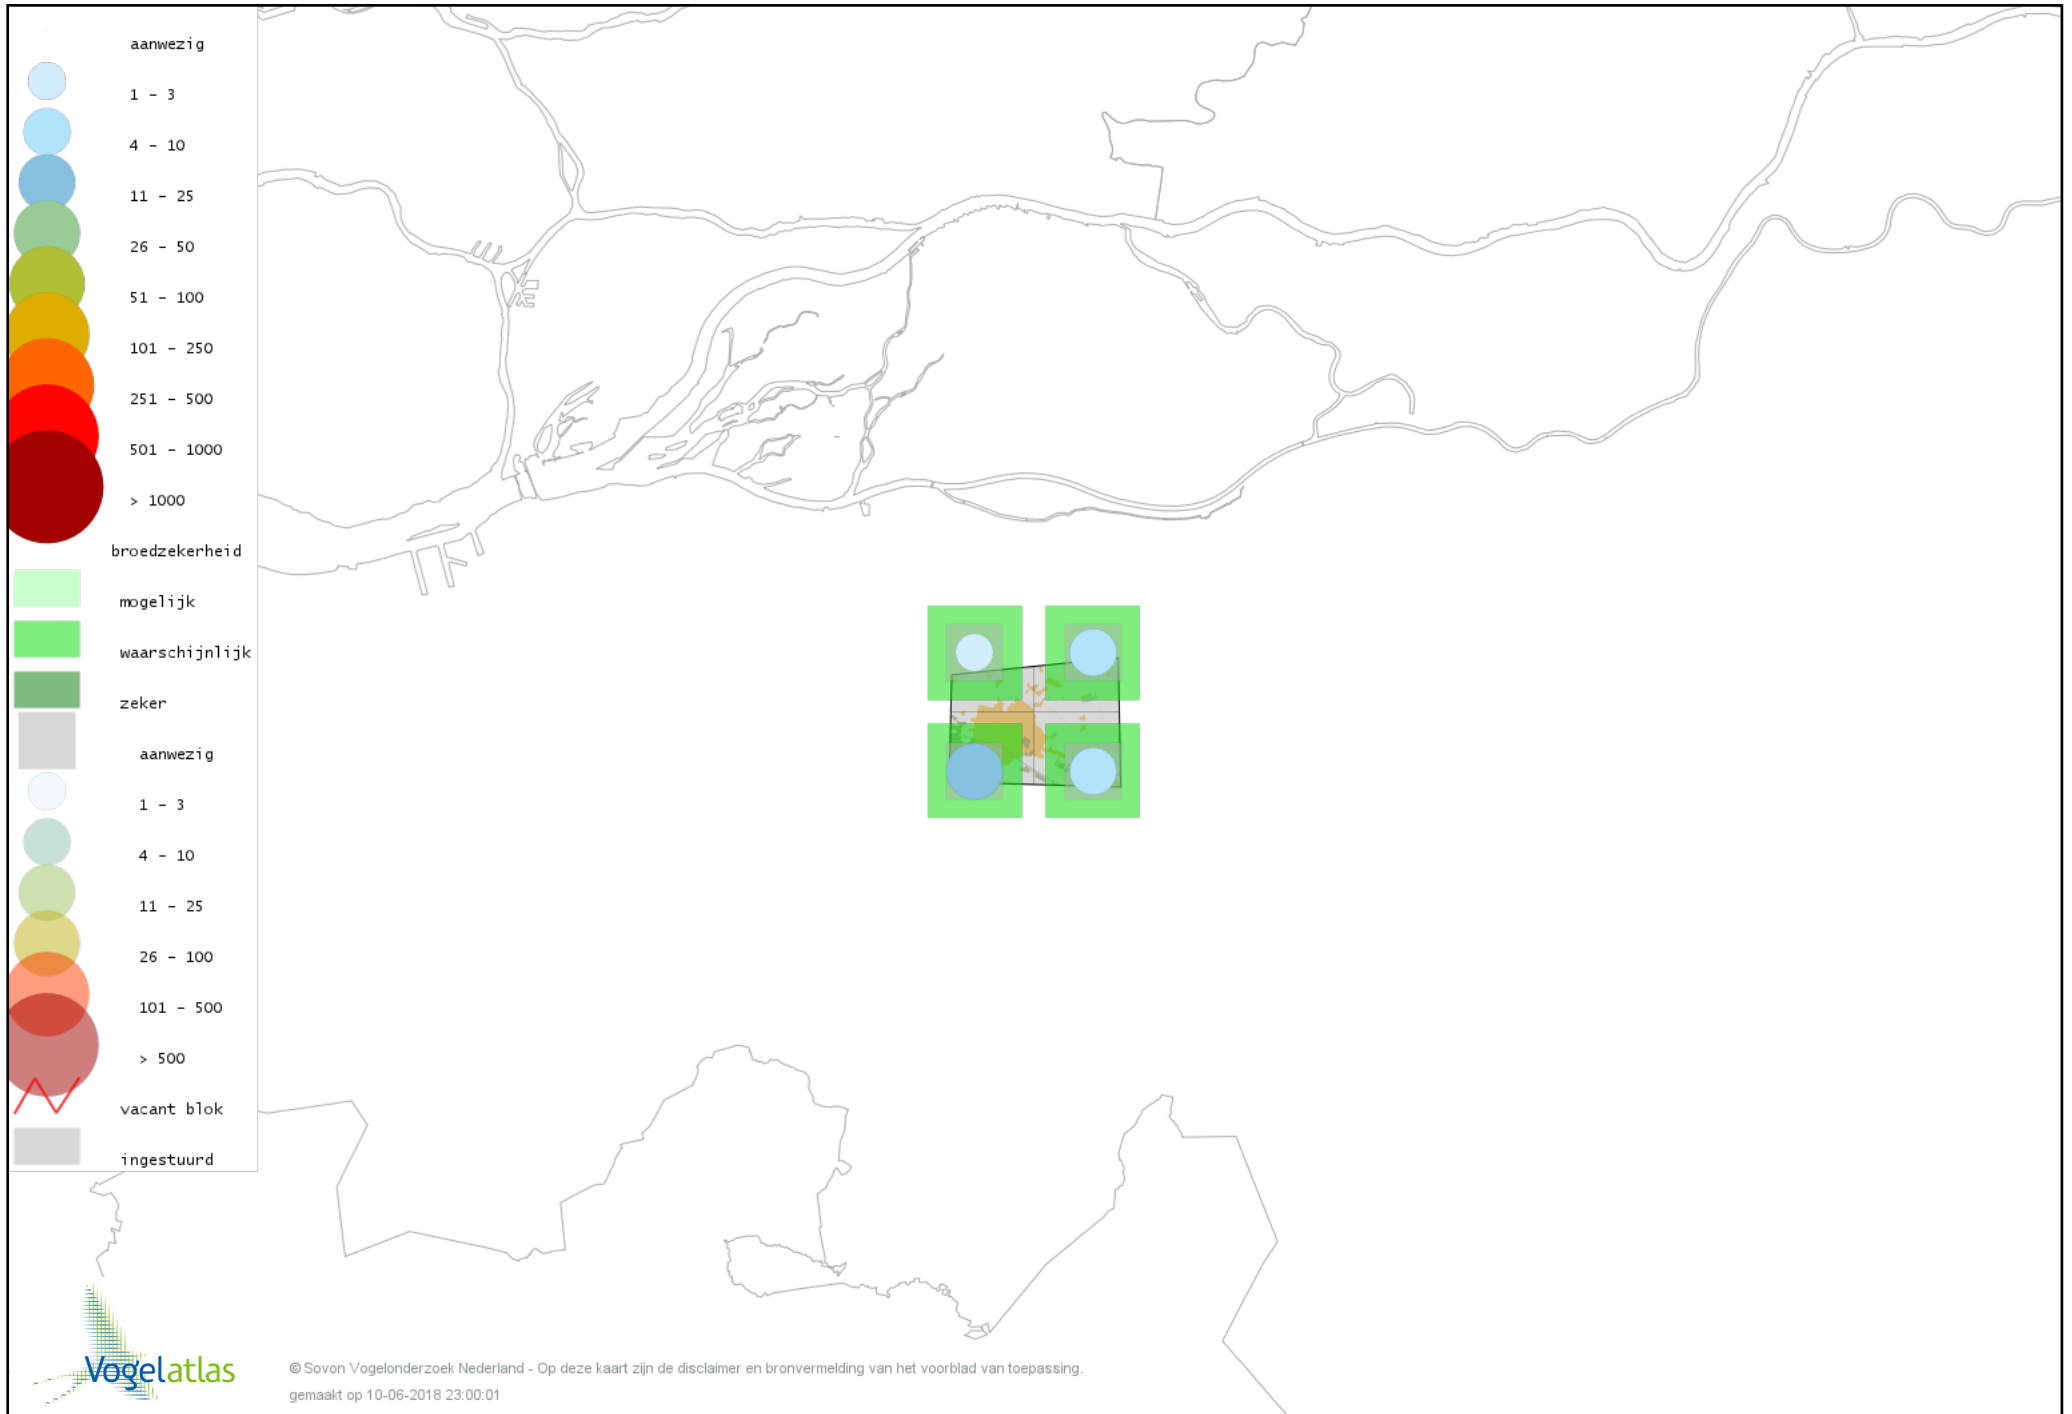 aanwezig
1 - 3
4 - 10
11 - 25
26 - 50
51 - 100
101 - 250
251 - 500
501 - 1000
> 1000
broedzekerheid
mogelijk
waarschijnlijk
zeker
aanwezig
1 - 3
4 - 10
11 - 25
26 - 100
101 - 500
> 500
vacant blok
ingestuurd
Vogelatlas
© Sovon Vogelonderzoek Nederland - Op deze kaart zijn de disclaimer en bronvermelding van het voorblad van toepassing.
gemaakt op 10-06-2018 23:00:01